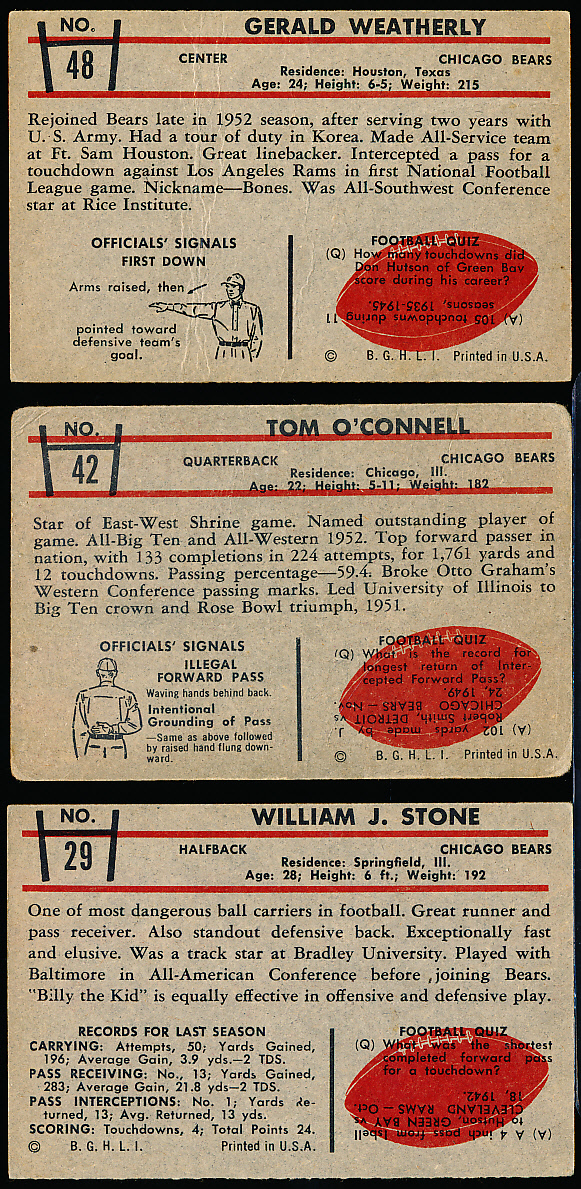 NO.
48
GERALD WEATHERLY
CENTER CHICAGO BEARS
Residence: Houston, Texas
Age: 24; Height: 6-5; Weight: 215
Rejoined Bears late in 1952 season, after serving two years with
U. S. Army. Had a tour of duty in Korea. Made All-Service team
at Ft. Sam Houston. Great linebacker. Intercepted a pass for a
touchdown against Los Angeles Rams in first National Football
League game. Nickname—Bones. Was All-Southwest Conference
star at Rice Institute.
OFFICIALS' SIGNALS
FIRST DOWN
Arms raised, then
pointed toward
defensive team's
goal.
FOOTBALL QUIZ
(Q) How many touchdowns did
Don Hutson of Green Bay
score during his career?
(A) 105 touchdowns during 11
seasons, 1935-1945.
© B. G. H. L. I. Printed in U.S.A.
NO.
42
TOM O'CONNELL
QUARTERBACK CHICAGO BEARS
Residence: Chicago, Ill.
Age: 22; Height: 5-11; Weight: 182
Star of East-West Shrine game. Named outstanding player of
game. All-Big Ten and All-Western 1952. Top forward passer in
nation, with 133 completions in 224 attempts, for 1,761 yards and
12 touchdowns. Passing percentage—59.4. Broke Otto Graham's
Western Conference passing marks. Led University of Illinois to
Big Ten crown and Rose Bowl triumph, 1951.
OFFICIALS' SIGNALS
ILLEGAL
FORWARD PASS
Waving hands behind back.
Intentional
Grounding of Pass
—Same as above followed
by raised hand flung down-
ward.
FOOTBALL QUIZ
(Q) What is the record for
longest return of Inter-
cepted Forward Pass?
(A) 102 yards made by J.
Robert Smith, DETROIT vs
CHICAGO BEARS — Nov.
24, 1949.
© B. G. H. L. I. Printed in U.S.A.
NO.
29
WILLIAM J. STONE
HALFBACK CHICAGO BEARS
Residence: Springfield, Ill.
Age: 28; Height: 6 ft.; Weight: 192
One of most dangerous ball carriers in football. Great runner and
pass receiver. Also standout defensive back. Exceptionally fast
and elusive. Was a track star at Bradley University. Played with
Baltimore in All-American Conference before joining Bears.
"Billy the Kid" is equally effective in offensive and defensive play.
RECORDS FOR LAST SEASON
CARRYING: Attempts, 50; Yards Gained,
196; Average Gain, 3.9 yds.—2 TDS.
PASS RECEIVING: No., 13; Yards Gained,
283; Average Gain, 21.8 yds—2 TDS.
PASS INTERCEPTIONS: No. 1; Yards Re-
turned, 13; Avg. Returned, 13 yds.
SCORING: Touchdowns, 4; Total Points 24.
© B. G. H. L. I. Printed in U.S.A.
FOOTBALL QUIZ
(Q) What was the shortest
completed forward pass
for a touchdown?
(A) A 4 inch pass from Isbell
to Hutson, GREEN BAY vs
CLEVELAND RAMS — Oct.
18, 1942.